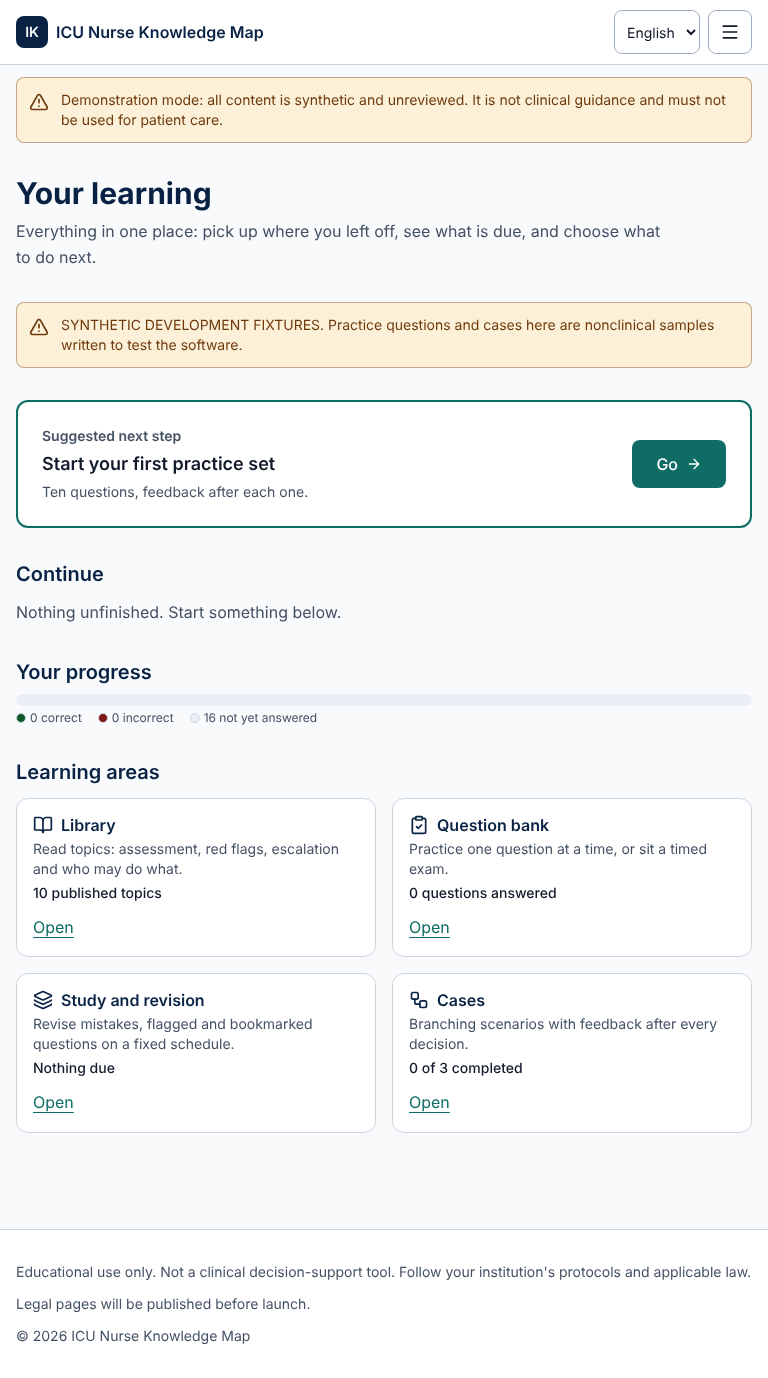 IK ICU Nurse Knowledge Map
English
Demonstration mode: all content is synthetic and unreviewed. It is not clinical guidance and must not
be used for patient care.
Your learning
Everything in one place: pick up where you left off, see what is due, and choose what
to do next.
SYNTHETIC DEVELOPMENT FIXTURES. Practice questions and cases here are nonclinical samples
written to test the software.
Suggested next step
Start your first practice set
Ten questions, feedback after each one.
Go
Continue
Nothing unfinished. Start something below.
Your progress
0 correct 0 incorrect 16 not yet answered
Learning areas
Library
Read topics: assessment, red flags, escalation
and who may do what.
10 published topics
Open
Question bank
Practice one question at a time, or sit a timed
exam.
0 questions answered
Open
Study and revision
Revise mistakes, flagged and bookmarked
questions on a fixed schedule.
Nothing due
Open
Cases
Branching scenarios with feedback after every
decision.
0 of 3 completed
Open
Educational use only. Not a clinical decision-support tool. Follow your institution's protocols and applicable law.
Legal pages will be published before launch.
© 2026 ICU Nurse Knowledge Map